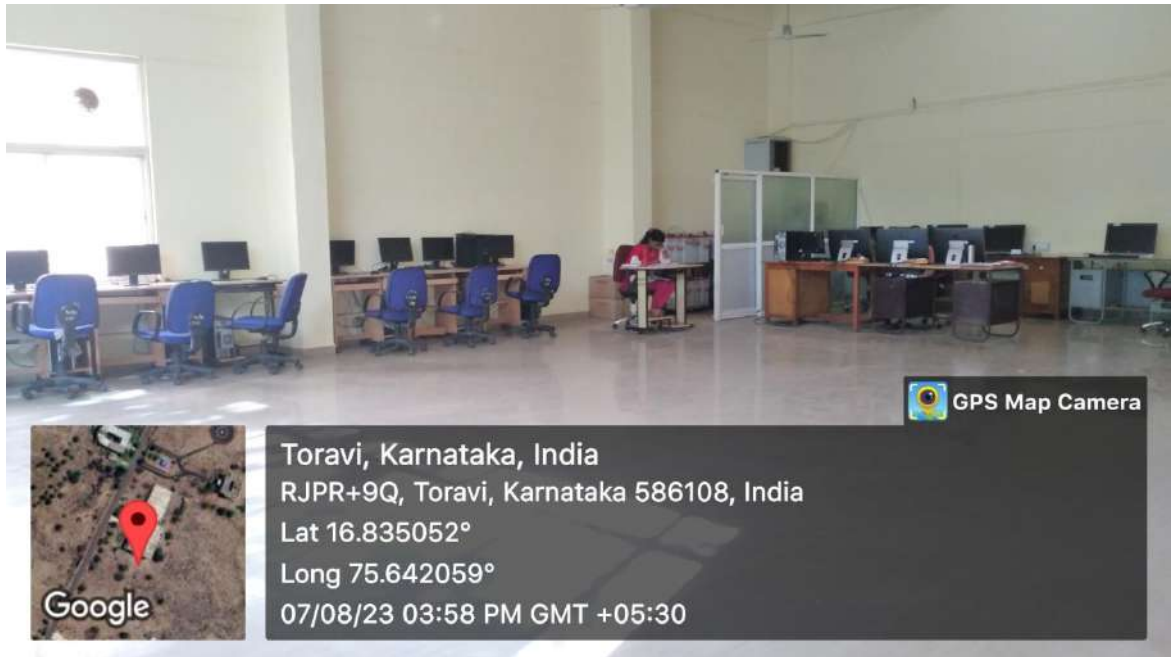 GPS Map Camera
Toravi, Karnataka, India
RJPR+9Q, Toravi, Karnataka 586108, India
Lat 16.835052°
Long 75.642059°
07/08/23 03:58 PM GMT +05:30
Google